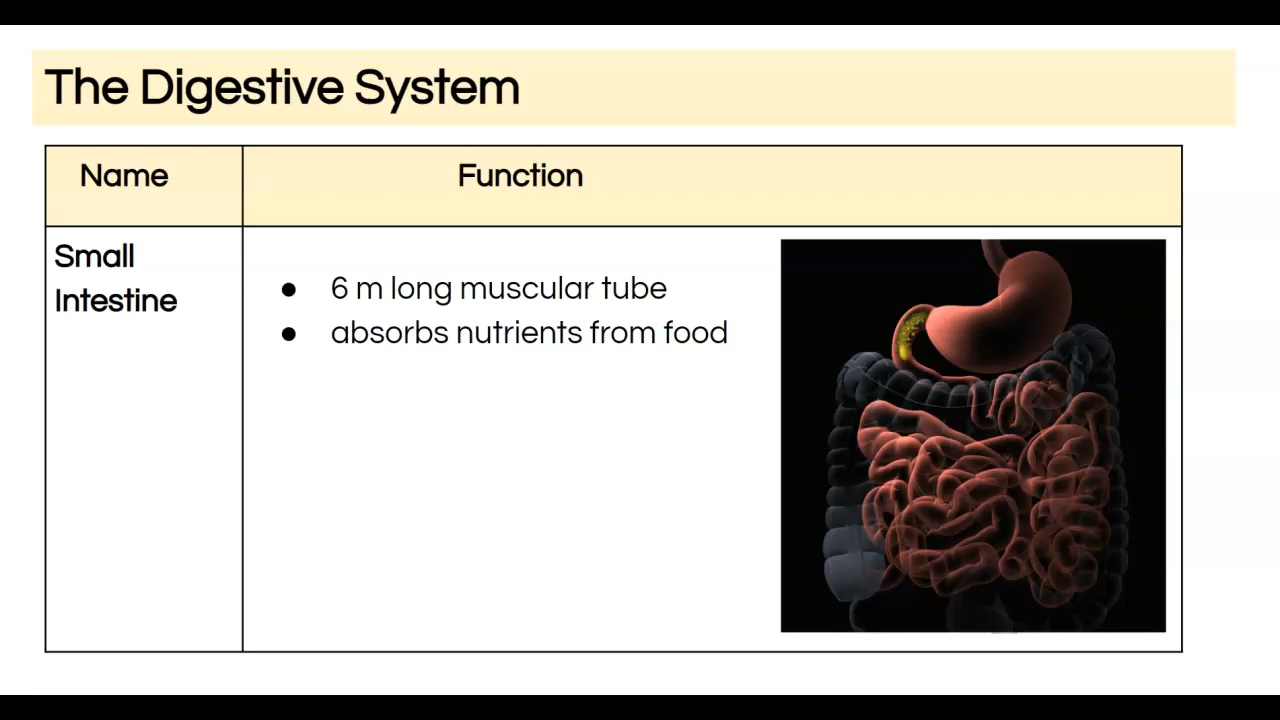 The Digestive System
Name
Function
Small
Intestine
● 6 m long muscular tube
● absorbs nutrients from food